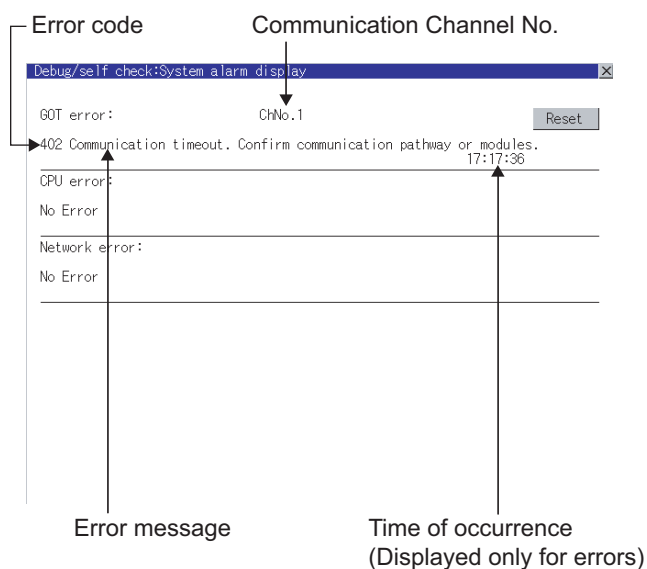 Error code
Communication Channel No.
Debug/self check:System alarm display
GOT error:
ChNo.1
Reset
402 Communication timeout. Confirm communication pathway or modules.
17:17:36
CPU error:
No Error
Network error:
No Error
Error message
Time of occurrence
(Displayed only for errors)